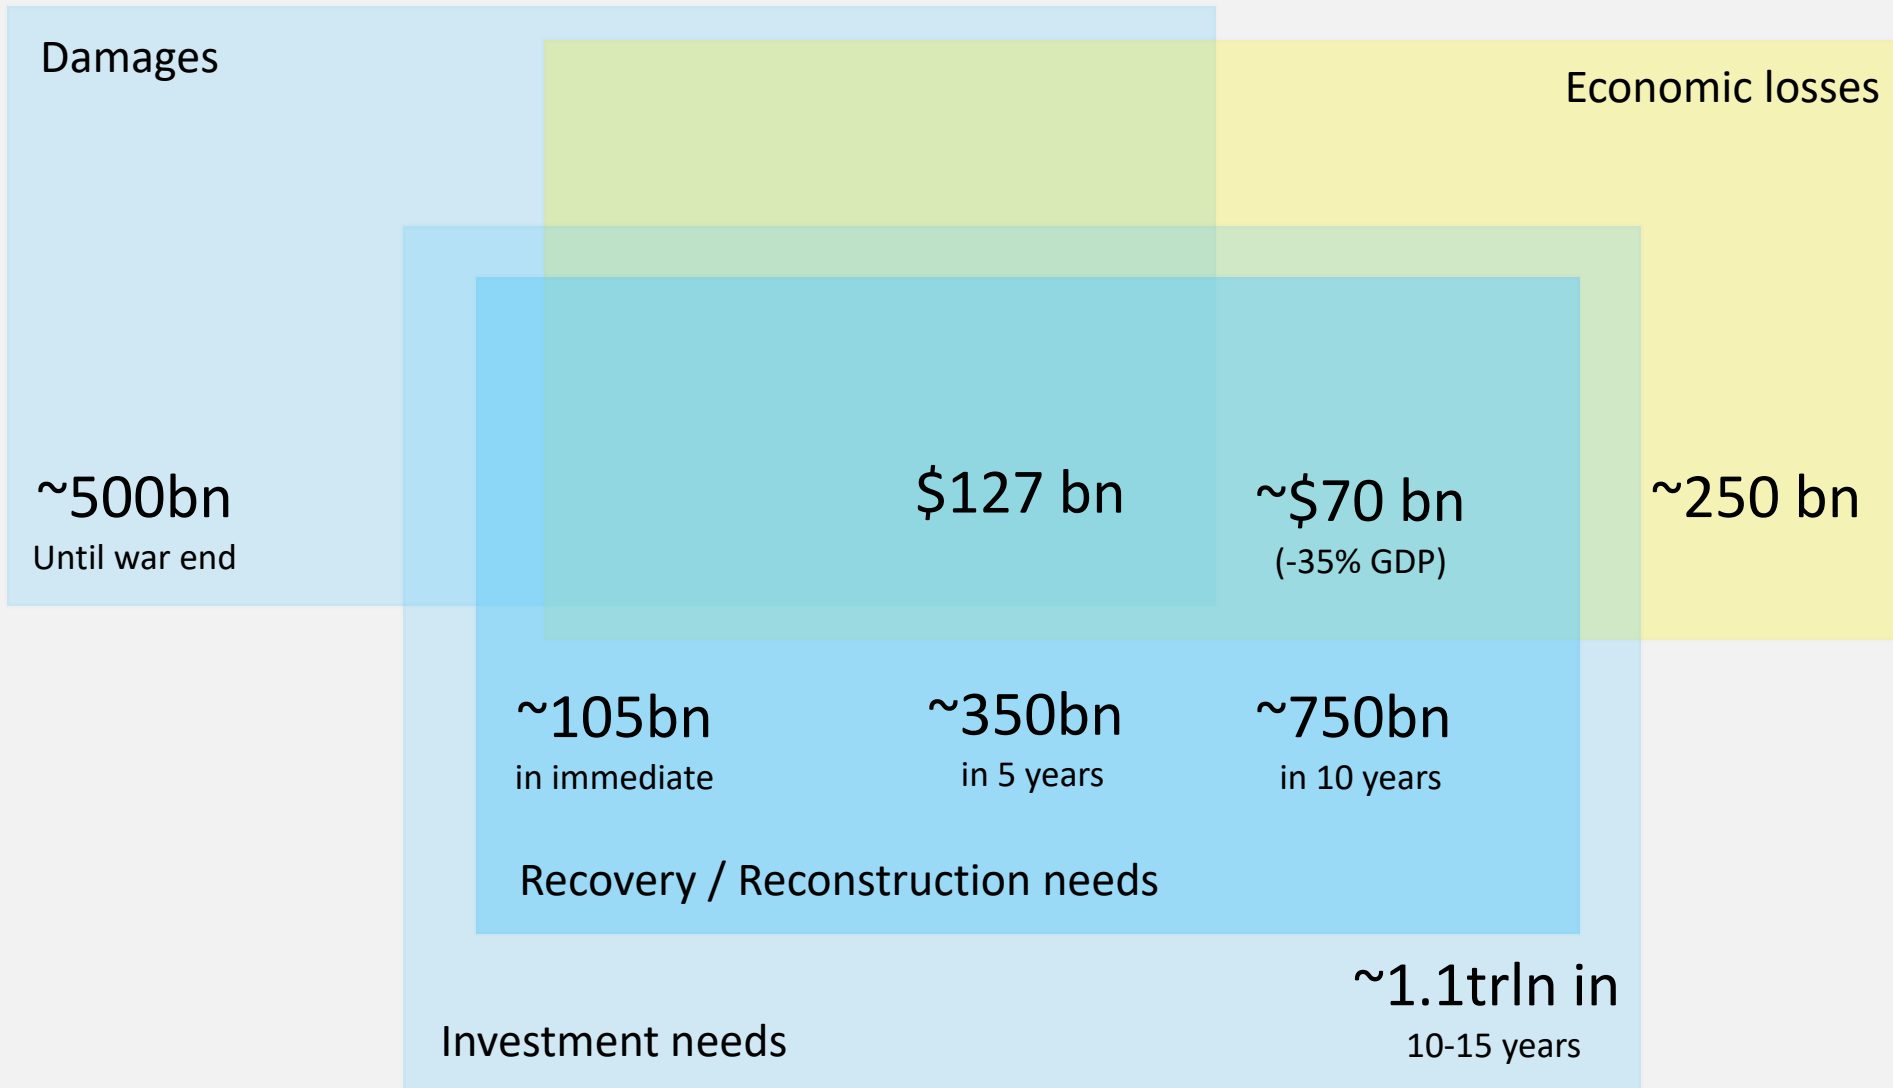 Damages
Economic losses
~500bn
Until war end
$127 bn
~$70 bn
(-35% GDP)
~250 bn
~105bn
in immediate
~350bn
in 5 years
~750bn
in 10 years
Recovery / Reconstruction needs
~1.1trln in
10-15 years
Investment needs